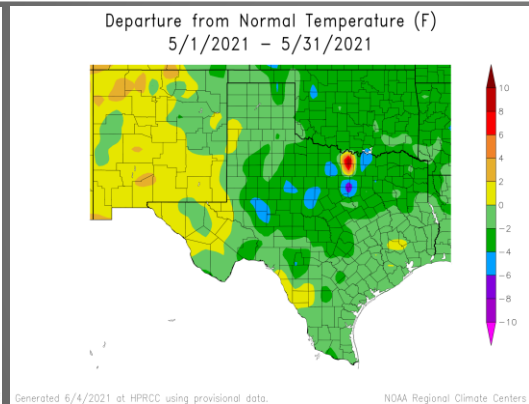 Departure from Normal Temperature (F)
5/1/2021 – 5/31/2021
10
8
6
4
2
0
−2
−4
−6
−8
−10
Generated 6/4/2021 at HPRCC using provisional data.
NOAA Regional Climate Centers